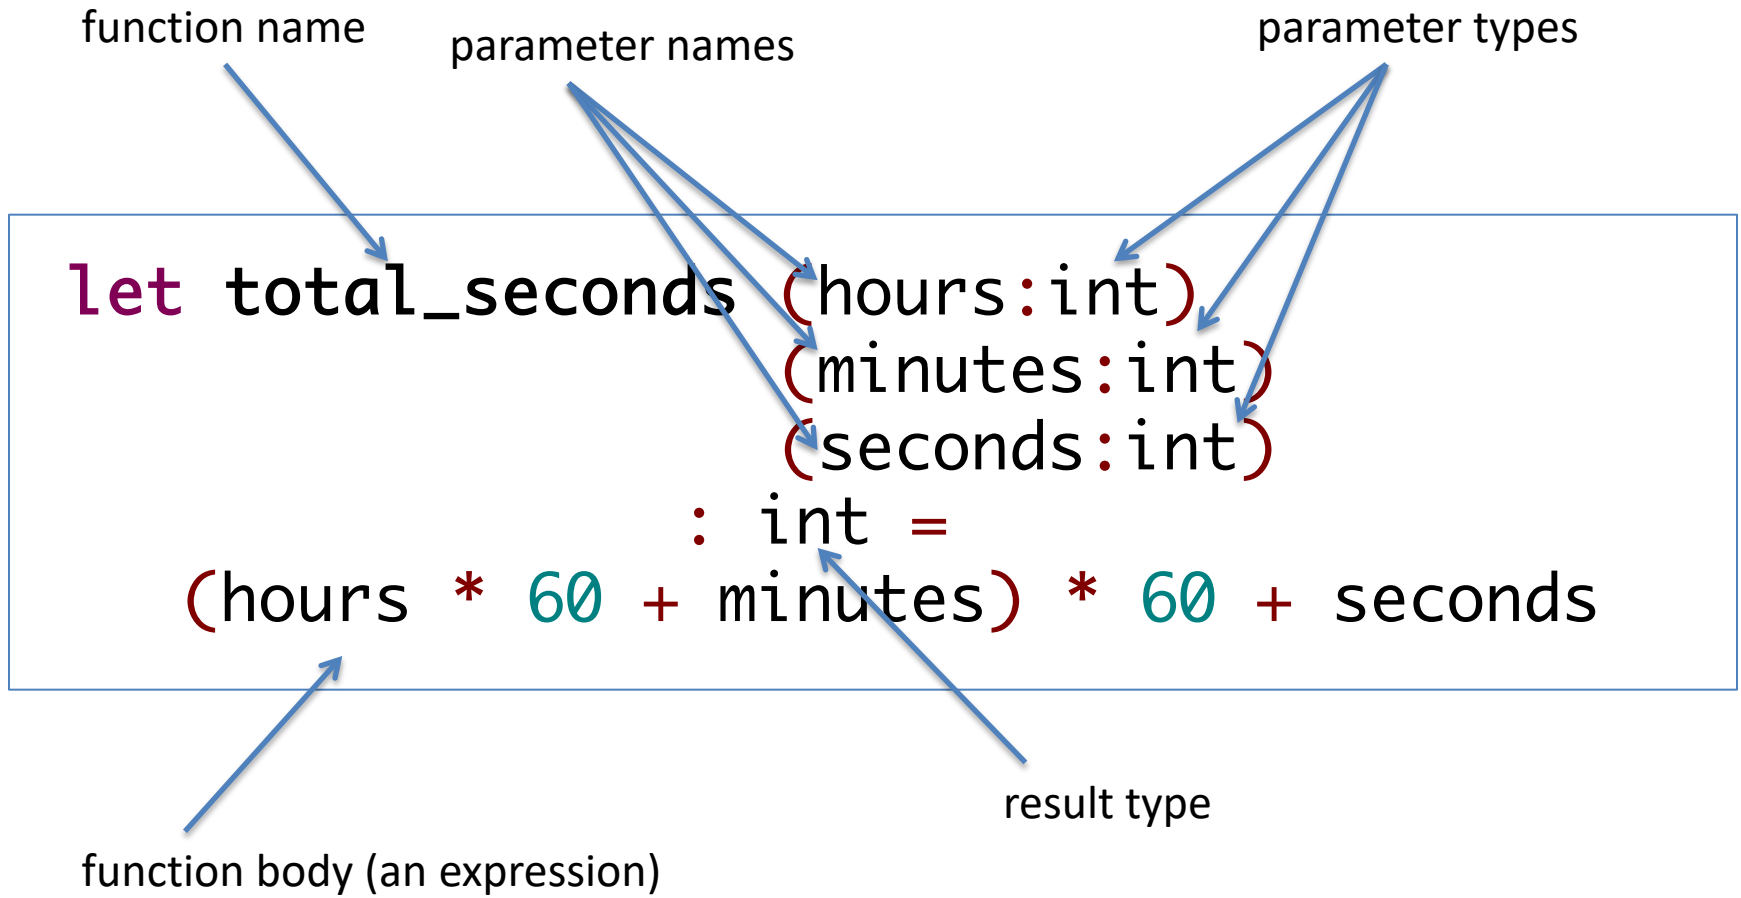 function name
parameter names
parameter types
let total_seconds (hours:int)
(minutes:int)
(seconds:int)
: int =
(hours * 60 + minutes) * 60 + seconds
result type
function body (an expression)